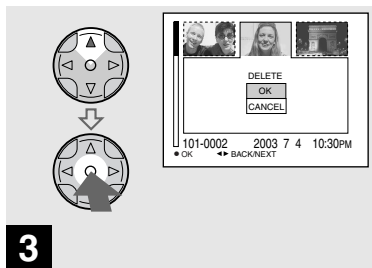 DELETE
OK
CANCEL
101-0002 2003 7 4 10:30PM
● OK ◄► BACK/NEXT
3